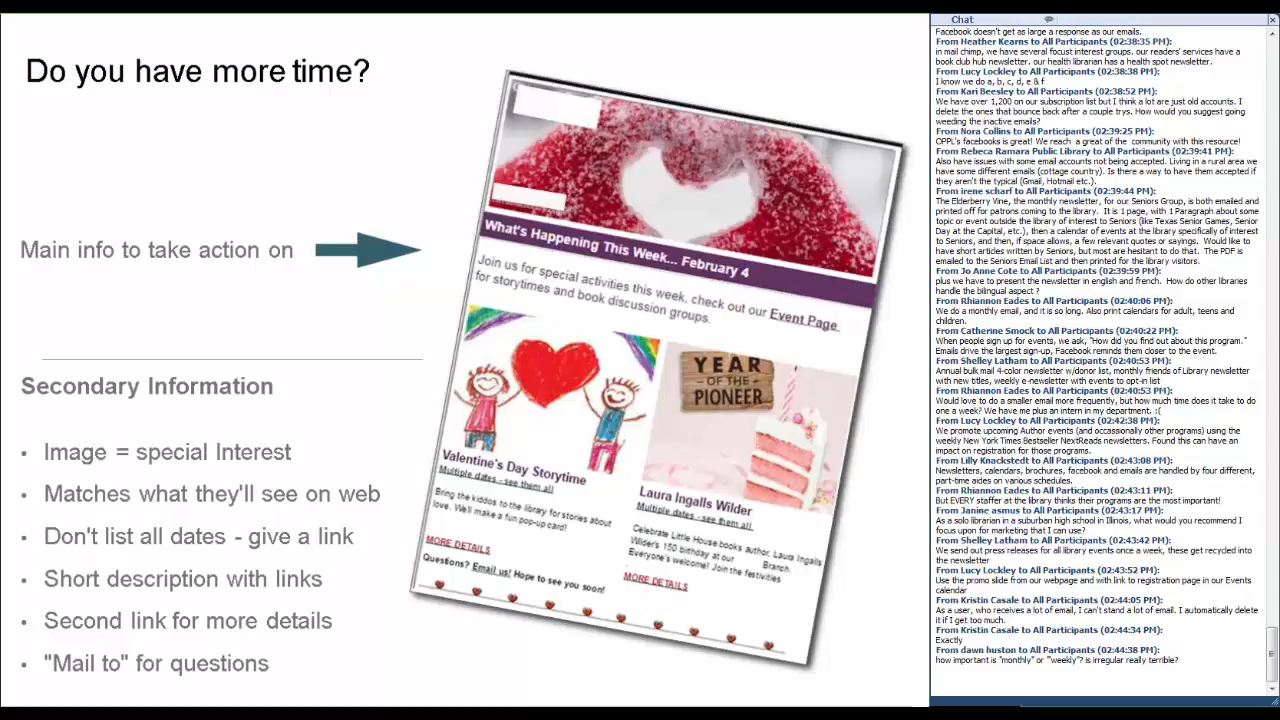 Do you have more time?
Main info to take action on
Secondary Information
• Image = special Interest
• Matches what they'll see on web
• Don't list all dates - give a link
• Short description with links
• Second link for more details
• "Mail to" for questions
What's Happening This Week... February 4
Join us for special activities this week, check out our Event Page
for storytimes and book discussion groups.
YEAR
OF THE
PIONEER
Valentine's Day Storytime
Multiple dates - see them all
Bring the kiddos to the library for stories about
love. We'll make a fun pop-up card!
MORE DETAILS
Questions? Email us! Hope to see you soon!
Laura Ingalls Wilder
Multiple dates - see them all
Celebrate Little House books author, Laura Ingalls
Wilder's 150 birthday at our Branch.
Everyone's welcome! Join the festivities
MORE DETAILS
Chat
Facebook doesn't get as large a response as our emails.
From Heather Kearns to All Participants (02:38:35 PM):
in mail chimp, we have several focus interest groups. our readers' services have a
book club hub newsletter. our health librarian has a health spot newsletter.
From Lucy Lockley to All Participants (02:38:38 PM):
I know we do a, b, c, d, e & f
From Kari Beesley to All Participants (02:38:52 PM):
We have over 1,200 on our subscription list but I think a lot are just old accounts. I
delete the ones that bounce back after a couple trys. How would you suggest going
weeding the inactive emails?
From Nora Collins to All Participants (02:39:25 PM):
OPPL's facebooks is great! We reach a great of the community with this resource!
From Rebeca Ramara Public Library to All Participants (02:39:41 PM):
Also have issues with some email accounts not being accepted. Living in a rural area we
have some different emails (cottage country). Is there a way to have them accepted if
they aren't the typical (Gmail, Hotmail etc.).
From irene scharf to All Participants (02:39:44 PM):
The Elderberry Vine, the monthly newsletter, for our Seniors Group, is both emailed and
printed off for patrons coming to the library. It is 1 page, with 1 Paragraph about some
topic or event outside the library of interest to Seniors (like Texas Senior Games, Senior
Day at the Capital, etc.), then a calendar of events at the library specifically of interest
to Seniors, and then, if space allows, a few relevant quotes or sayings. Would like to
have short articles written by Seniors, but most are hesitant to do that. The PDF is
emailed to the Seniors Email List and then printed for the library visitors.
From Jo Anne Cote to All Participants (02:39:59 PM):
plus we have to present the newsletter in english and french. How do other libraries
handle the bilingual aspect ?
From Rhiannon Eades to All Participants (02:40:06 PM):
We do a monthly email, and it is so long. Also print calendars for adult, teens and
children.
From Catherine Smock to All Participants (02:40:22 PM):
When people sign up for events, we ask, "How did you find out about this program."
Emails drive the largest sign-up, Facebook reminds them closer to the event.
From Shelley Latham to All Participants (02:40:53 PM):
Annual bulk mail 4-color newsletter w/donor list, monthly friends of Library newsletter
with new titles, weekly e-newsletter with events to opt-in list
From Rhiannon Eades to All Participants (02:40:53 PM):
Would love to do a smaller email more frequently, but how much time does it take to do
one a week? We have me plus an intern in my department. :(
From Lucy Lockley to All Participants (02:42:38 PM):
We promote upcoming Author events (and occassionally other programs) using the
weekly New York Times Bestseller NextReads newsletters. Found this can have an
impact on registration for those programs.
From Lilly Knackstedt to All Participants (02:43:08 PM):
Newsletters, calendars, brochures, facebook and emails are handled by four different,
part-time aides on various schedules.
From Rhiannon Eades to All Participants (02:43:11 PM):
But EVERY staffer at the library thinks their programs are the most important!
From Janine asmus to All Participants (02:43:17 PM):
As a solo librarian in a suburban high school in Illinois, what would you recommend I
focus upon for marketing that I can use?
From Shelley Latham to All Participants (02:43:42 PM):
We send out press releases for all library events once a week, these get recycled into
the newsletter
From Lucy Lockley to All Participants (02:43:52 PM):
Use the promo slide from our webpage and with link to registration page in our Events
calendar
From Kristin Casale to All Participants (02:44:05 PM):
As a user, who receives a lot of email, I can't stand a lot of email. I automatically delete
it if I get too much.
From Kristin Casale to All Participants (02:44:34 PM):
Exactly
From dawn huston to All Participants (02:44:38 PM):
how important is "monthly" or "weekly"? is irregular really terrible?